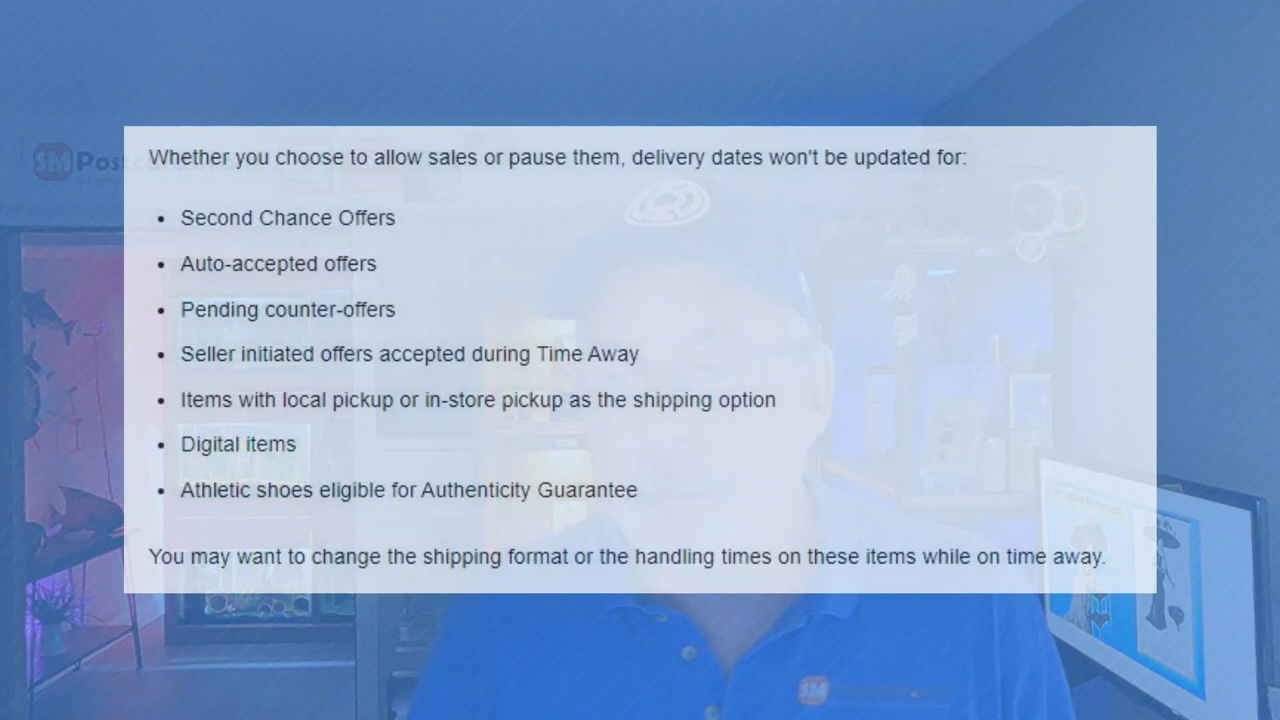 SM
Whether you choose to allow sales or pause them, delivery dates won't be updated for:
• Second Chance Offers
• Auto-accepted offers
• Pending counter-offers
• Seller initiated offers accepted during Time Away
• Items with local pickup or in-store pickup as the shipping option
• Digital items
• Athletic shoes eligible for Authenticity Guarantee
You may want to change the shipping format or the handling times on these items while on time away.
SM